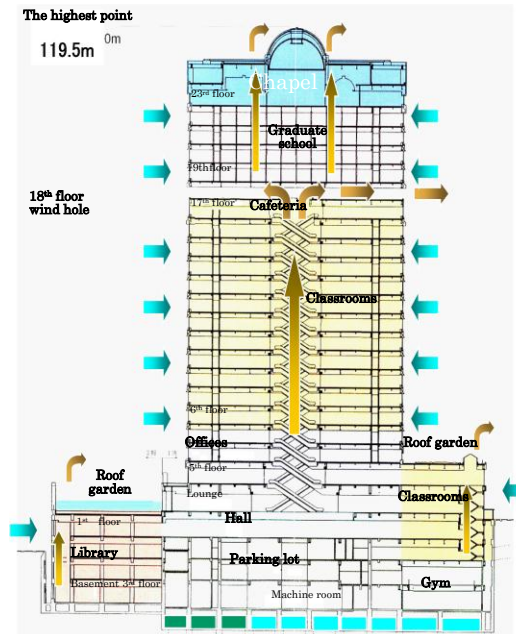 The highest point
119.5m
0m
Chapel
23rd floor
Graduate
school
19thfloor
18th floor
wind hole
17th floor
Cafeteria
Classrooms
6th floor
Offices
Roof garden
5th floor
Roof
garden
Lounge
Classrooms
1st floor
Hall
Library
Parking lot
Basement 3rd floor
Gym
Machine room